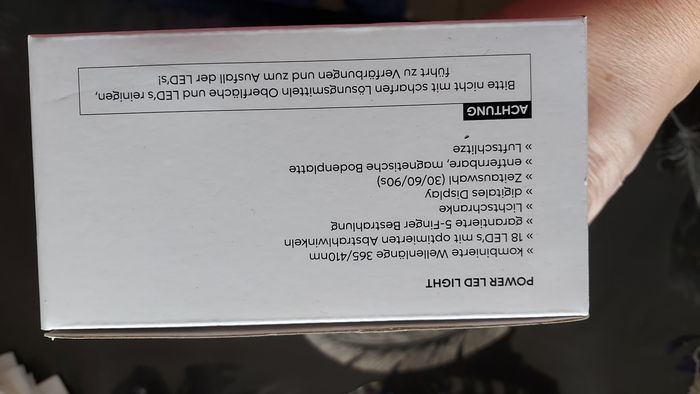 POWER LED LIGHT
» kombinierte Wellenlänge 365/410nm
» 18 LED's mit optimierten Abstrahlwinkeln
» garantierte 5-Finger Bestrahlung
» Lichtschranke
» digitales Display
» Zeitauswahl (30/60/90s)
» entfernbare, magnetische Bodenplatte
» Luftschlitze
ACHTUNG
Bitte nicht mit scharfen Lösungsmitteln Oberfläche und LED's reinigen,
führt zu Verfärbungen und zum Ausfall der LED's!